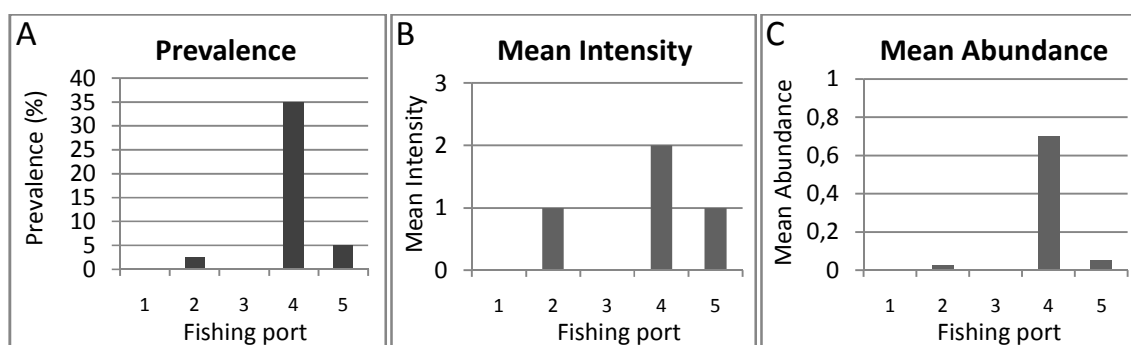 A
Prevalence
Prevalence (%)
40
35
30
25
20
15
10
5
0
1 2 3 4 5
Fishing port
B
Mean Intensity
Mean Intensity
3
2
1
0
1 2 3 4 5
Fishing port
C
Mean Abundance
Mean Abundance
1
0,8
0,6
0,4
0,2
0
1 2 3 4 5
Fishing port